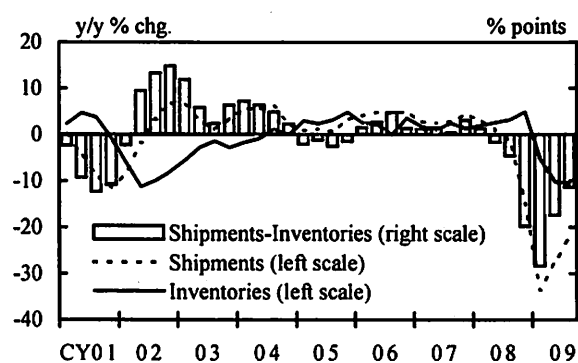 y/y % chg. % points
20
10
0
-10
-20
-30
-40
Shipments-Inventories (right scale)
Shipments (left scale)
Inventories (left scale)
CY01 02 03 04 05 06 07 08 09